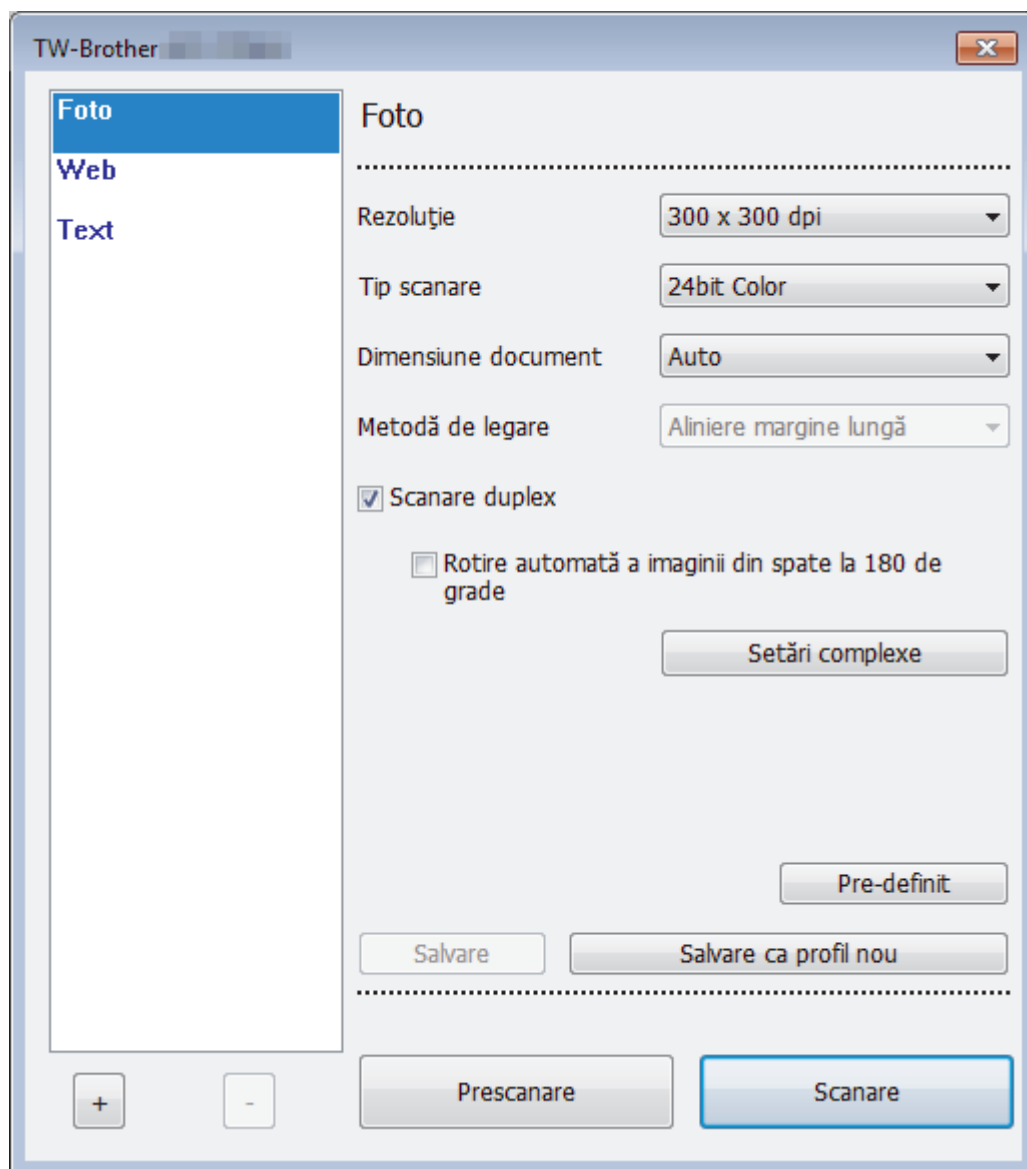 TW-Brother
Foto
Web
Text
Foto
Rezoluţie
300 x 300 dpi
Tip scanare
24bit Color
Dimensiune document
Auto
Metodă de legare
Aliniere margine lungă
Scanare duplex
Rotire automată a imaginii din spate la 180 de
grade
Setări complexe
Pre-definit
Salvare
Salvare ca profil nou
+
-
Prescanare
Scanare